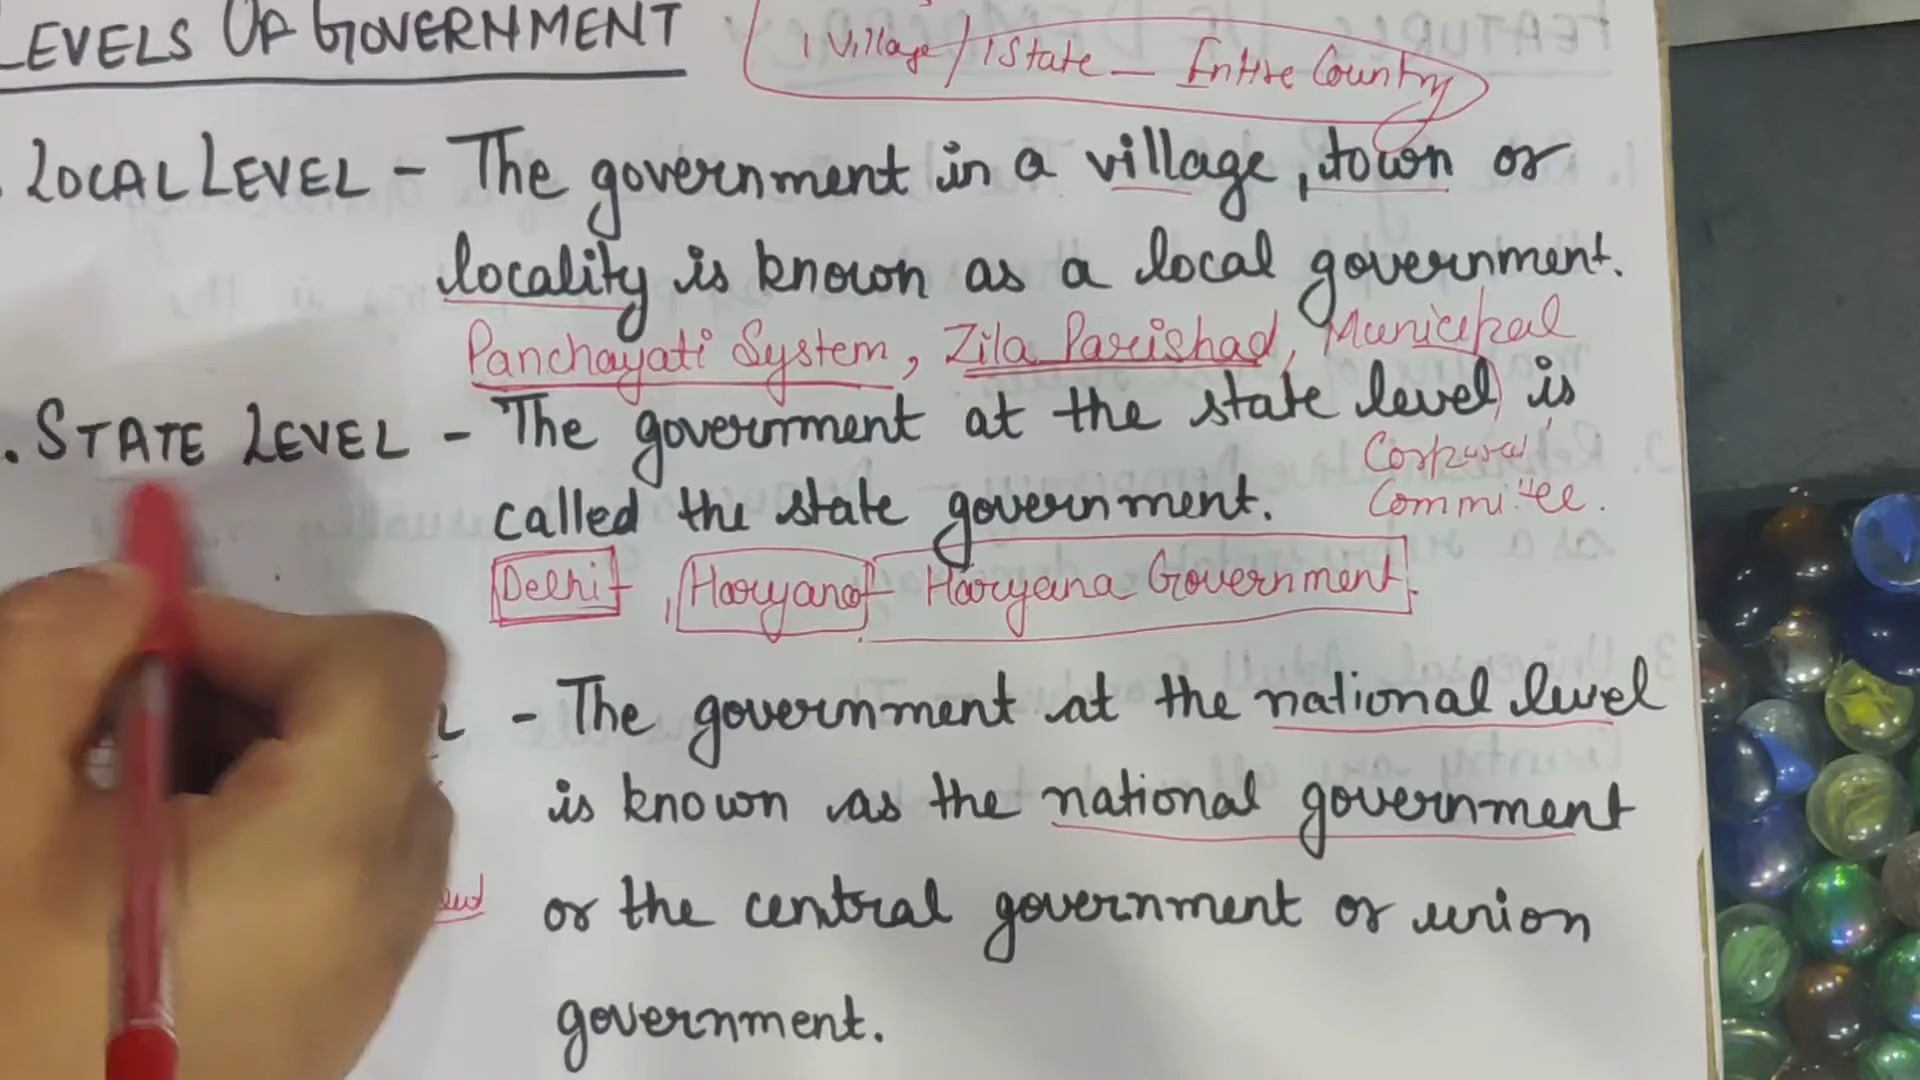 LEVELS OF GOVERNMENT
1 Village / 1 State — Entire Country
. LOCAL LEVEL - The government in a village, town or
locality is known as a local government.
Panchayati System, Zila Parishad, Municipal
. STATE LEVEL - The government at the state level is
called the state government.
Committee.
Delhi, Haryana Haryana Government.
L - The government at the national level
is known as the national government
or the central government or union
government.